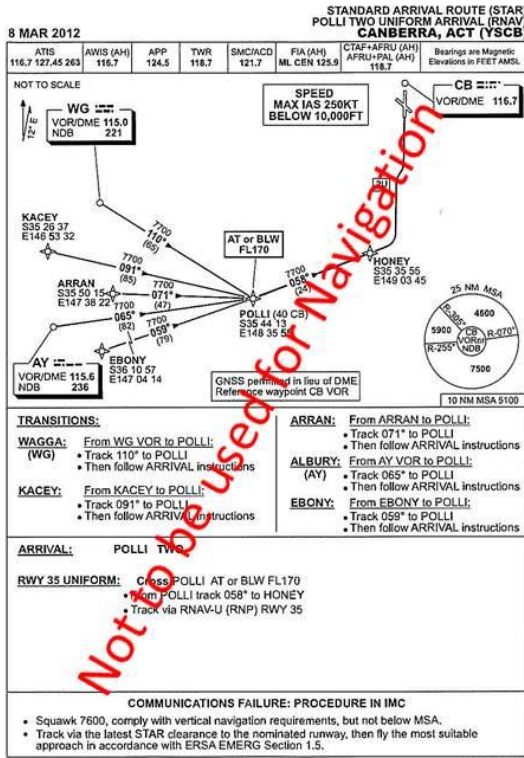 STANDARD ARRIVAL ROUTE (STAR)
POLLI TWO UNIFORM ARRIVAL (RNAV)
8 MAR 2012 CANBERRA, ACT (YSCB)
ATIS AWIS (AH) APP TWR SMC/ACD FIA (AH) CTAF+AFRU (AH) Bearings are Magnetic
116.7 127.45 263 116.7 124.5 118.7 121.7 ML CEN 125.9 AFRU+PAL (AH) 118.7 Elevations in FEET AMSL
NOT TO SCALE
12° E
WG
VOR/DME 115.0
NDB 221
SPEED
MAX IAS 250KT
BELOW 10,000FT
CB
VOR/DME 116.7
3U
KACEY
S35 26 37
E146 53 32
7700
110°
(65)
7700
091°
(85)
AT or BLW
FL170
ARRAN
S35 50 15
E147 38 22
7700
071°
(47)
7700
065°
(82)
7700
059°
(79)
7700
058°
(24)
HONEY
S35 35 55
E149 03 45
POLLI (40 CB)
S35 44 13
E148 35 55
AY
VOR/DME 115.6
NDB 236
EBONY
S36 10 57
E147 04 14
GNSS permitted in lieu of DME
Reference waypoint CB VOR
25 NM MSA
R-305°
4600
5900
CB
VOR or
NDB
R-070°
R-255°
7500
10 NM MSA 5100
TRANSITIONS:
WAGGA: From WG VOR to POLLI:
(WG) • Track 110° to POLLI
• Then follow ARRIVAL instructions
KACEY: From KACEY to POLLI:
• Track 091° to POLLI
• Then follow ARRIVAL instructions
ARRAN: From ARRAN to POLLI:
• Track 071° to POLLI
• Then follow ARRIVAL instructions
ALBURY: From AY VOR to POLLI:
(AY) • Track 065° to POLLI
• Then follow ARRIVAL instructions
EBONY: From EBONY to POLLI:
• Track 059° to POLLI
• Then follow ARRIVAL instructions
ARRIVAL: POLLI TWO
RWY 35 UNIFORM: Cross POLLI AT or BLW FL170
• From POLLI track 058° to HONEY
• Track via RNAV-U (RNP) RWY 35
COMMUNICATIONS FAILURE: PROCEDURE IN IMC
• Squawk 7600, comply with vertical navigation requirements, but not below MSA.
• Track via the latest STAR clearance to the nominated runway, then fly the most suitable
approach in accordance with ERSA EMERG Section 1.5.
Not to be used for Navigation